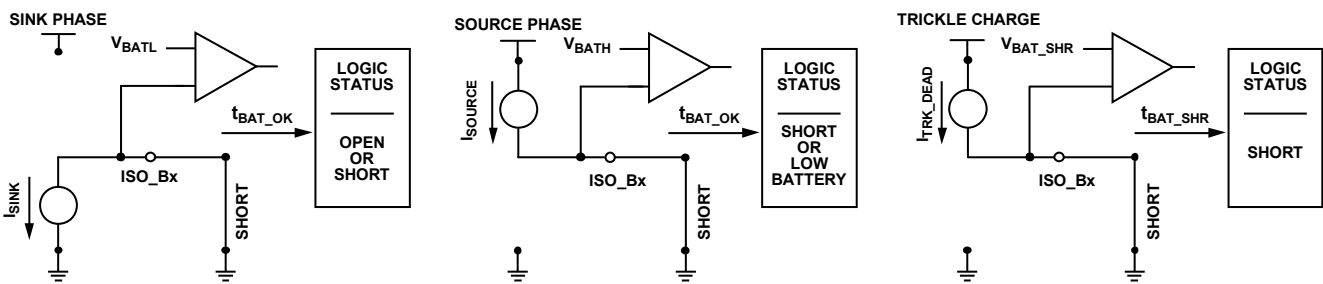 SINK PHASE
V_BATL
LOGIC
STATUS
t_BAT_OK
OPEN
OR
SHORT
ISO_Bx
I_SINK
SHORT
SOURCE PHASE
V_BATH
LOGIC
STATUS
I_SOURCE
t_BAT_OK
SHORT
OR
LOW
BATTERY
ISO_Bx
SHORT
TRICKLE CHARGE
V_BAT_SHR
LOGIC
STATUS
I_TRK_DEAD
t_BAT_SHR
SHORT
ISO_Bx
SHORT